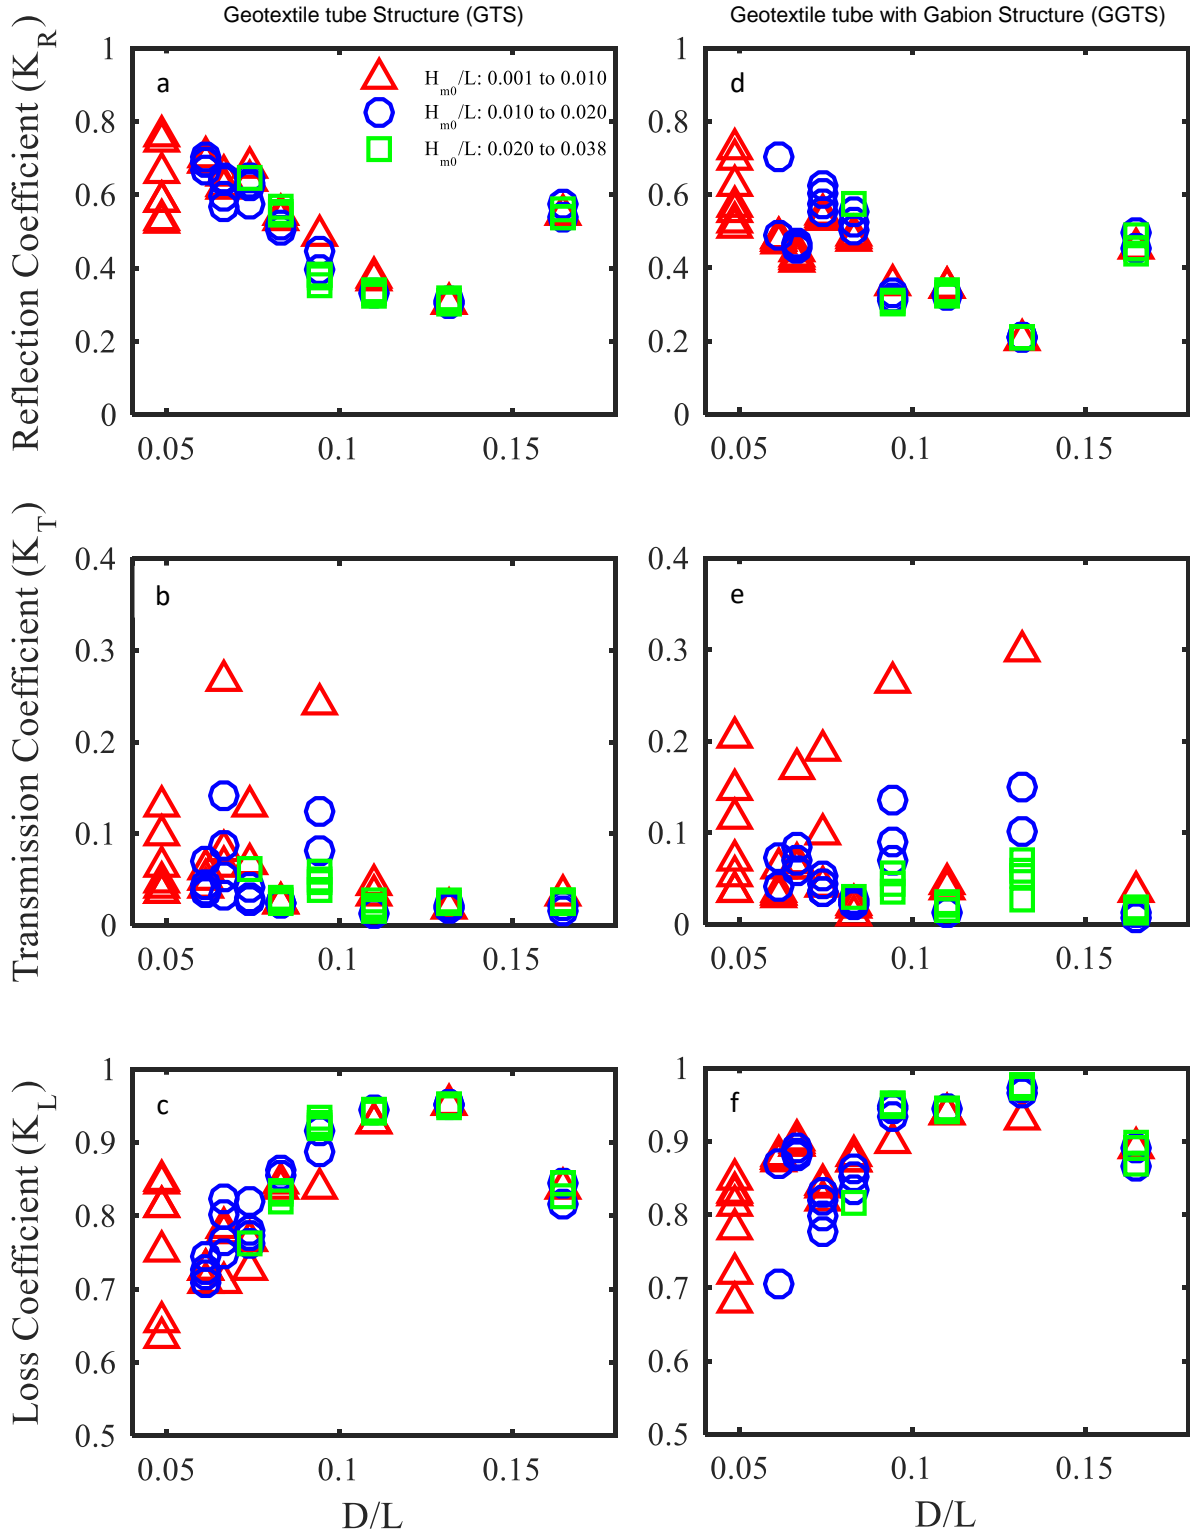 Geotextile tube Structure (GTS)
Geotextile tube with Gabion Structure (GGTS)
Reflection Coefficient (K_R)
1
0.8
0.6
0.4
0.2
0
a
H_m0/L: 0.001 to 0.010
H_m0/L: 0.010 to 0.020
H_m0/L: 0.020 to 0.038
0.05 0.1 0.15
1
0.8
0.6
0.4
0.2
0
d
0.05 0.1 0.15
Transmission Coefficient (K_T)
0.4
0.3
0.2
0.1
0
b
0.05 0.1 0.15
0.4
0.3
0.2
0.1
0
e
0.05 0.1 0.15
Loss Coefficient (K_L)
1
0.9
0.8
0.7
0.6
0.5
c
0.05 0.1 0.15
D/L
1
0.9
0.8
0.7
0.6
0.5
f
0.05 0.1 0.15
D/L